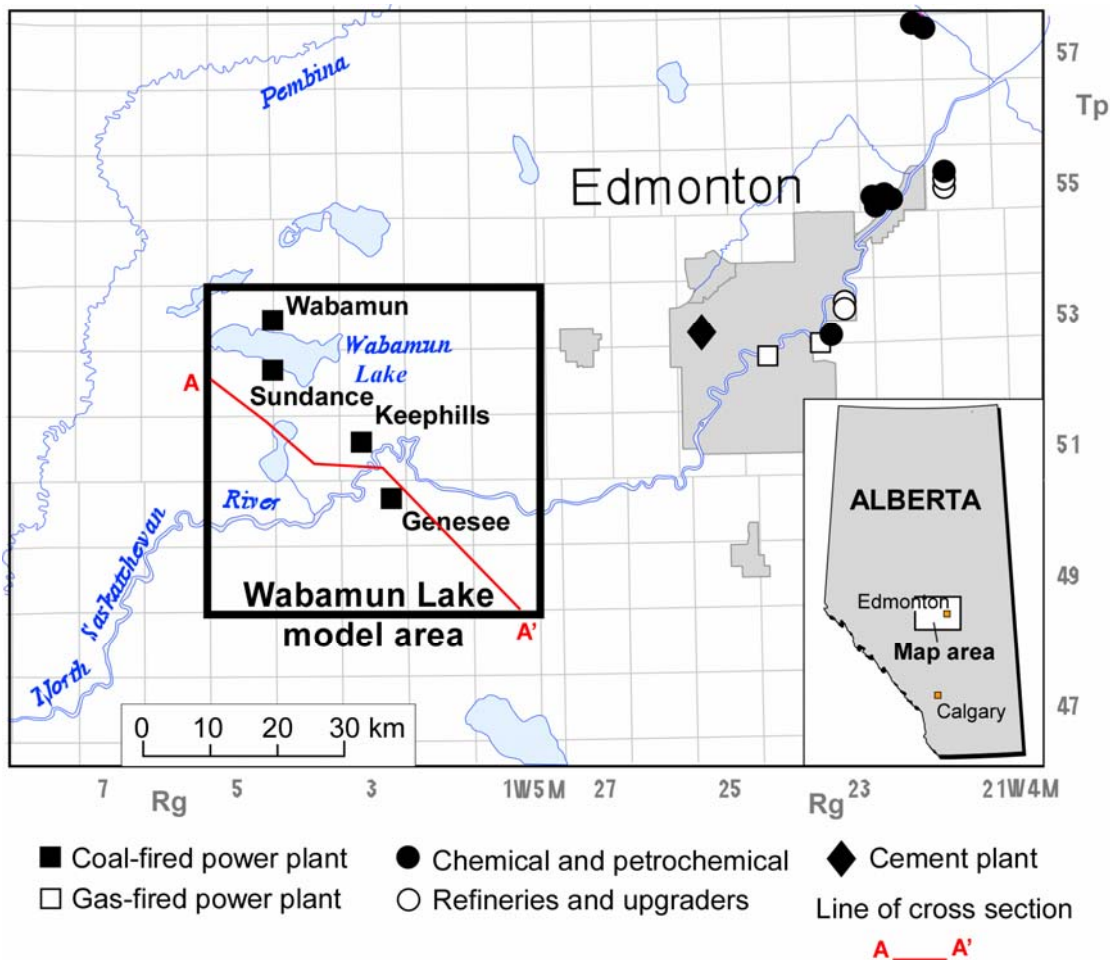 Pembina
57
Tp
Edmonton
55
53
Wabamun
Wabamun
Lake
A
Sundance
Keephills
51
River
Genesee
North Saskatchewan
49
Wabamun Lake
model area
A'
ALBERTA
Edmonton
Map area
Calgary
47
0 10 20 30 km
7 5 3 1W5M 27 25 23 21W4M
Rg Rg
Coal-fired power plant
Chemical and petrochemical
Cement plant
Gas-fired power plant
Refineries and upgraders
Line of cross section
A A'